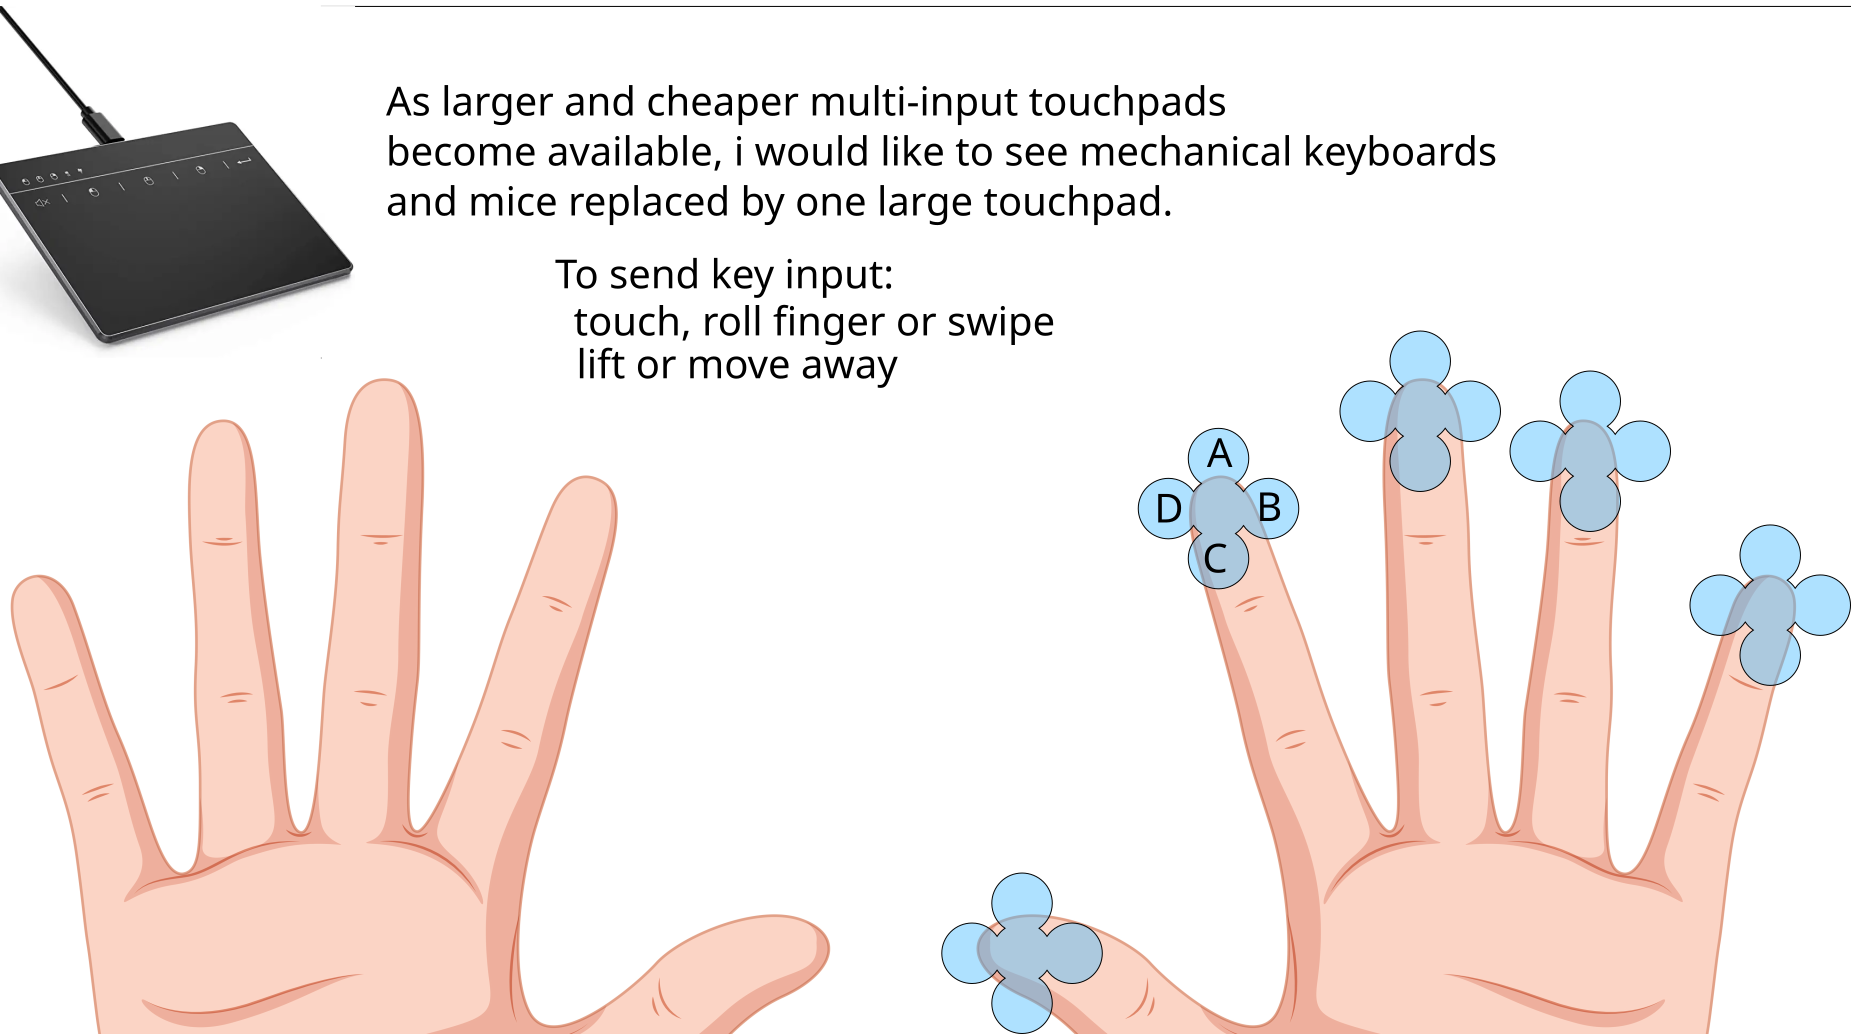 As larger and cheaper multi-input touchpads
become available, i would like to see mechanical keyboards
and mice replaced by one large touchpad.
To send key input:
touch, roll finger or swipe
lift or move away
A
D
B
C